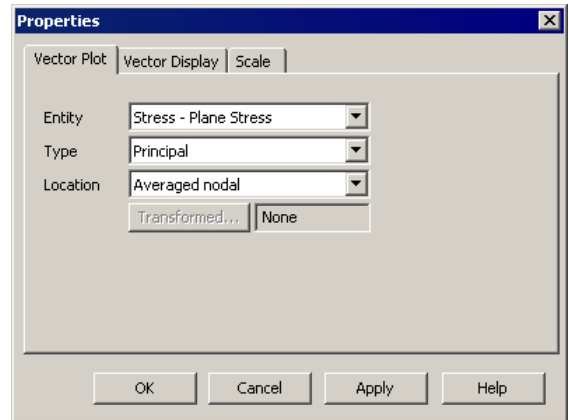 Properties
Vector Plot Vector Display Scale
Entity Stress - Plane Stress
Type Principal
Location Averaged nodal
Transformed... None
OK Cancel Apply Help